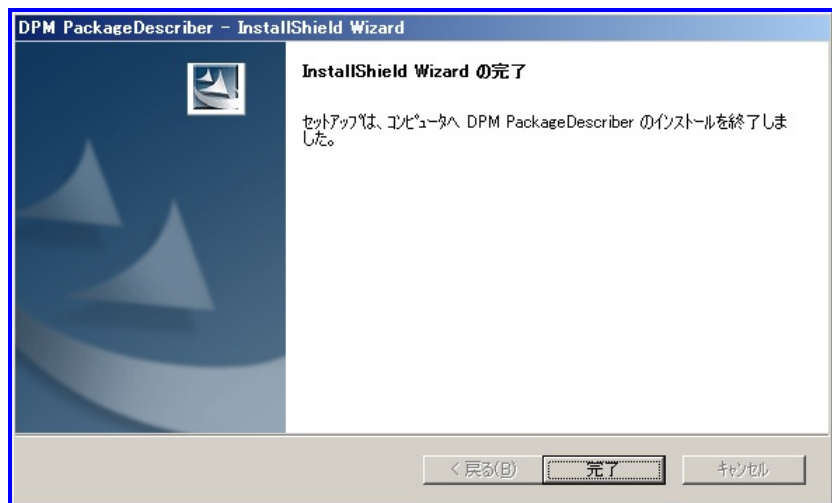 DPM PackageDescriber - InstallShield Wizard
InstallShield Wizard の完了
セットアップは、コンピュータへ DPM PackageDescriber のインストールを終了しま
した。
< 戻る(B)
完了
キャンセル